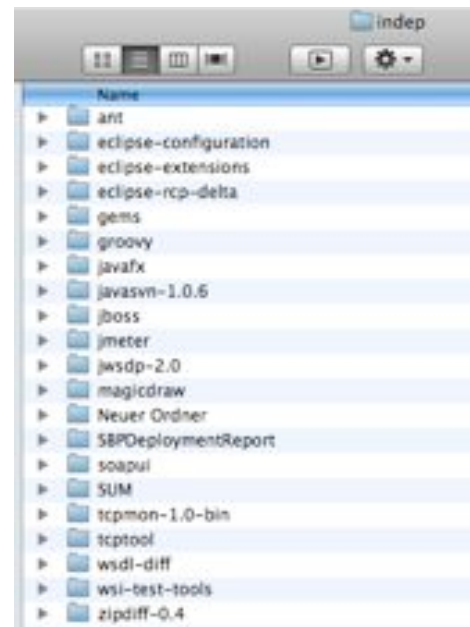 indep
Name
ant
eclipse-configuration
eclipse-extensions
eclipse-rcp-delta
gems
groovy
javafx
javasvn-1.0.6
jboss
jmeter
jwsdp-2.0
magicdraw
Neuer Ordner
SBPDeploymentReport
soapui
SUM
tcpmon-1.0-bin
tcptool
wsdl-diff
wsi-test-tools
zipdiff-0.4